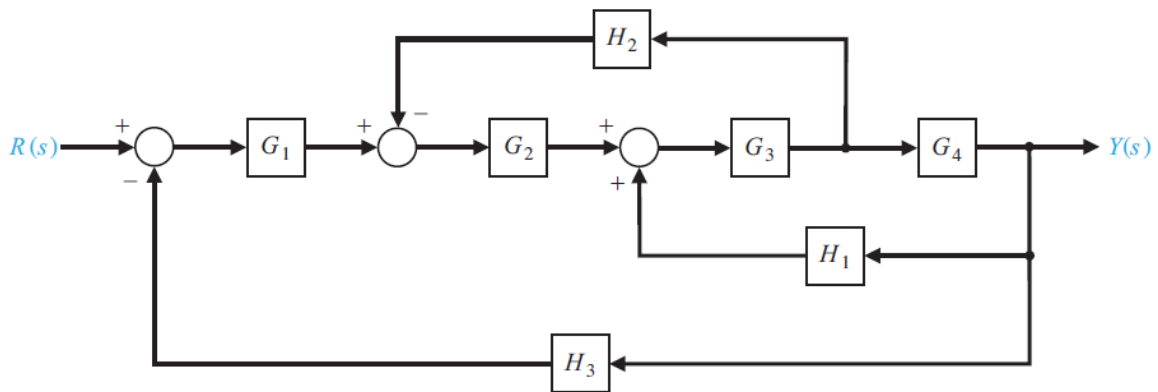 H₂
R(s) + − G₁ + − G₂ + + G₃ G₄ Y(s)
H₁
H₃